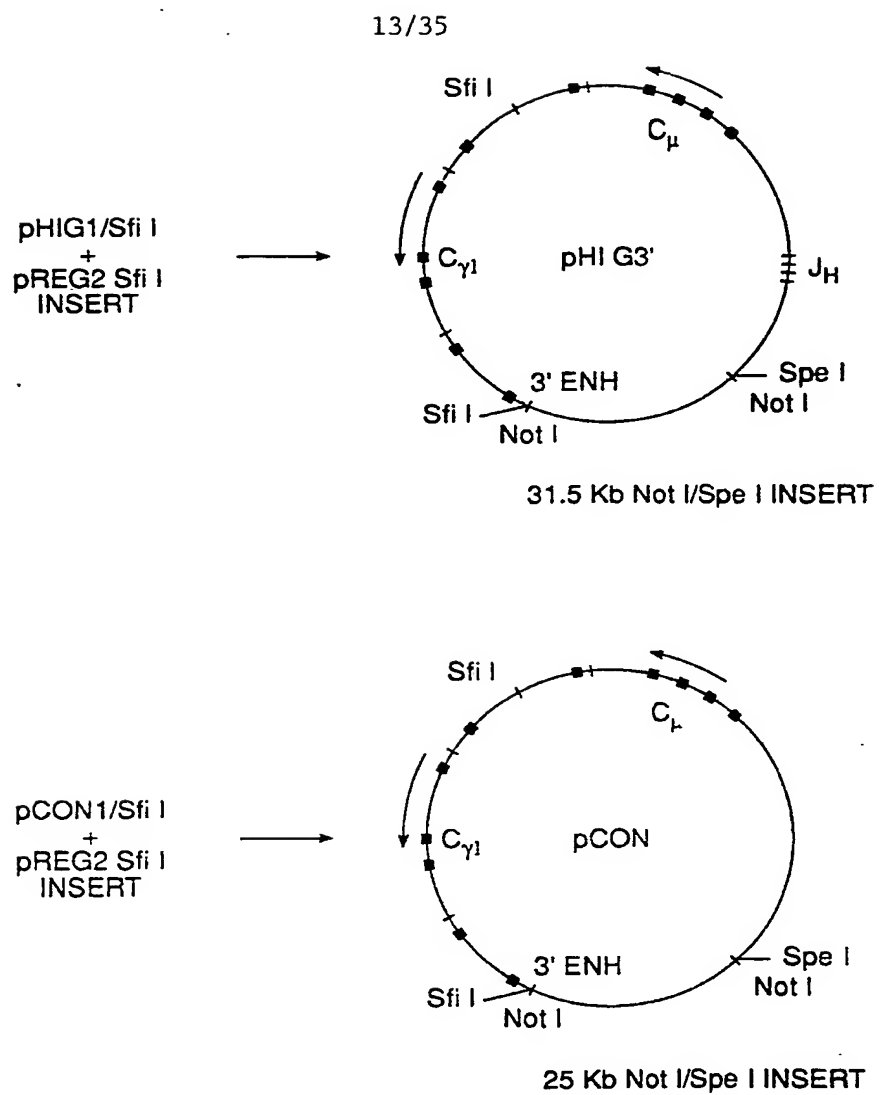 13/35
Sfi I
Cμ
pHIG1/Sfi I
+
pREG2 Sfi I
INSERT
Cγ1
pHI G3'
JH
3' ENH
Spe I
Sfi I
Not I
Not I
31.5 Kb Not I/Spe I INSERT
Sfi I
Cμ
pCON1/Sfi I
+
pREG2 Sfi I
INSERT
Cγ1
pCON
3' ENH
Spe I
Sfi I
Not I
Not I
25 Kb Not I/Spe I INSERT